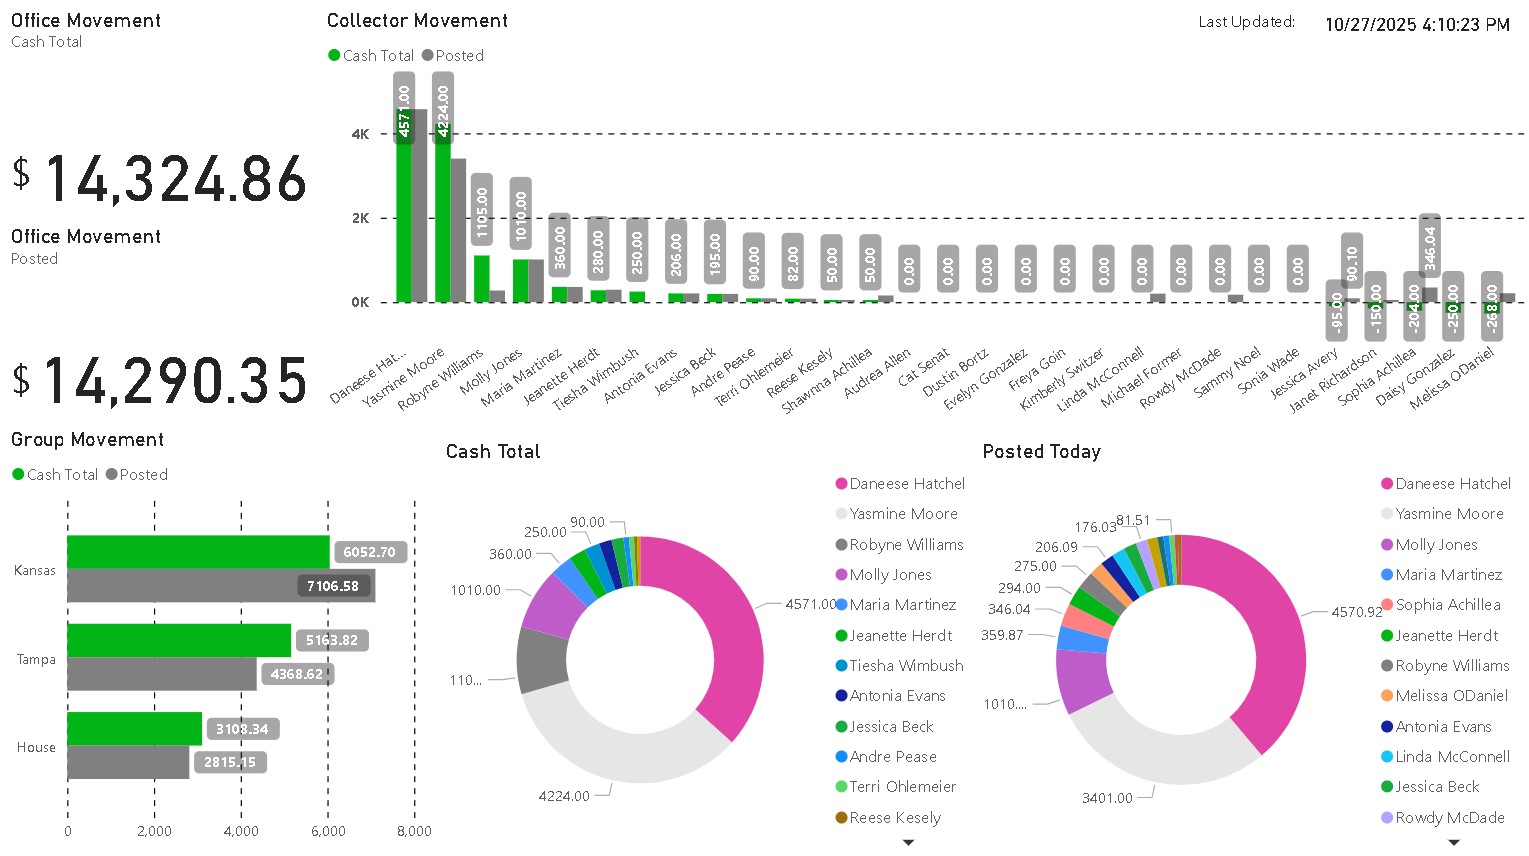 Office Movement
Cash Total
$ 14,324.86
Office Movement
Posted
$ 14,290.35
Collector Movement
Cash Total Posted
Last Updated: 10/27/2025 4:10:23 PM
4K
2K
0K
4571.00
4224.00
1105.00
1010.00
360.00
280.00
250.00
206.00
195.00
90.00
82.00
50.00
50.00
0.00
0.00
0.00
0.00
0.00
0.00
0.00
0.00
0.00
0.00
0.00
-95.00
90.10
-150.00
-204.00
346.04
-250.00
-268.00
Daneese Hat...
Yasmine Moore
Robyne Williams
Molly Jones
Maria Martinez
Jeanette Herdt
Tiesha Wimbush
Antonia Evans
Jessica Beck
Andre Pease
Terri Ohlemeier
Reese Kesely
Shawnna Achillea
Audrea Allen
Cat Senat
Dustin Bortz
Evelyn Gonzalez
Freya Goin
Kimberly Switzer
Linda McConnell
Michael Former
Rowdy McDade
Sammy Noel
Sonia Wade
Jessica Avery
Janet Richardson
Sophia Achillea
Daisy Gonzalez
Melissa ODaniel
Group Movement
Cash Total Posted
Kansas
6052.70
7106.58
Tampa
5163.82
4368.62
House
3108.34
2815.15
0 2,000 4,000 6,000 8,000
Cash Total
90.00
250.00
360.00
1010.00
110...
4224.00
4571.00
Daneese Hatchel
Yasmine Moore
Robyne Williams
Molly Jones
Maria Martinez
Jeanette Herdt
Tiesha Wimbush
Antonia Evans
Jessica Beck
Andre Pease
Terri Ohlemeier
Reese Kesely
Posted Today
81.51
176.03
206.09
275.00
294.00
346.04
359.87
1010....
3401.00
4570.92
Daneese Hatchel
Yasmine Moore
Molly Jones
Maria Martinez
Sophia Achillea
Jeanette Herdt
Robyne Williams
Melissa ODaniel
Antonia Evans
Linda McConnell
Jessica Beck
Rowdy McDade